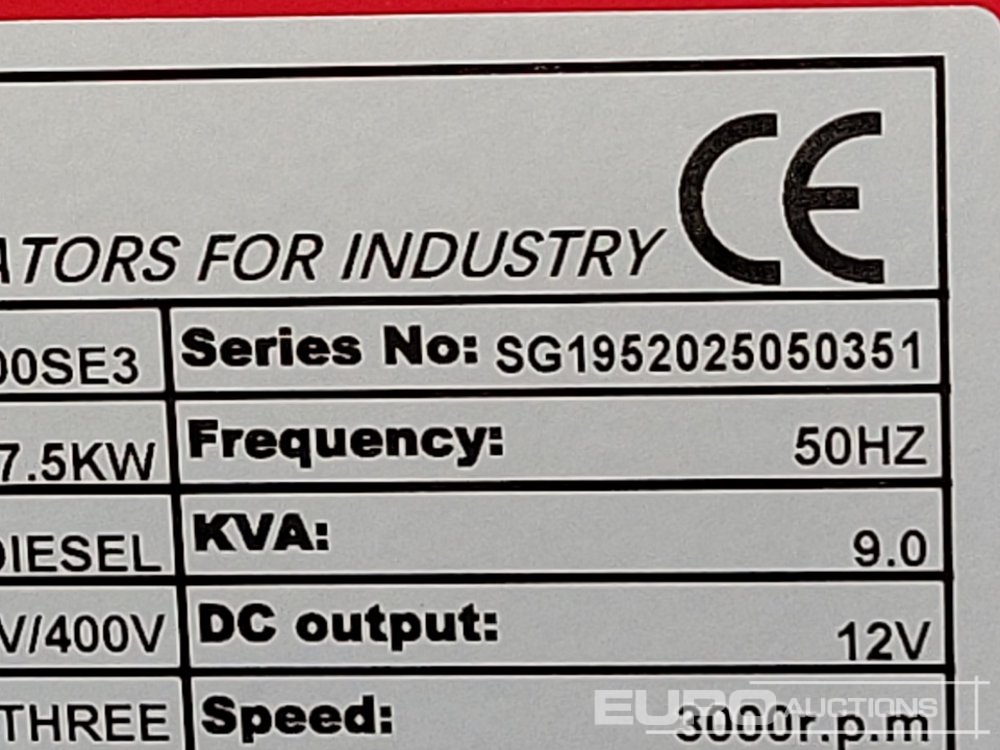 CE
ATORS FOR INDUSTRY
00SE3 Series No: SG1952025050351
7.5KW Frequency: 50HZ
DIESEL KVA: 9.0
V/400V DC output: 12V
THREE Speed: 3000r.p.m
EURO AUCTIONS